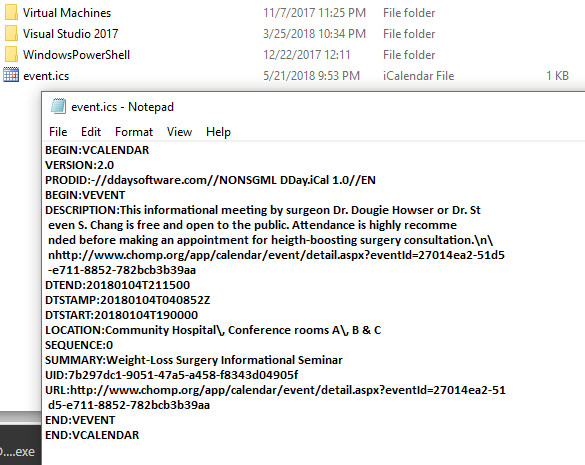 Virtual Machines 11/7/2017 11:25 PM File folder
Visual Studio 2017 3/25/2018 10:34 PM File folder
WindowsPowerShell 12/22/2017 12:11 File folder
event.ics 5/21/2018 9:53 PM iCalendar File 1 KB
event.ics - Notepad
File Edit Format View Help
BEGIN:VCALENDAR
VERSION:2.0
PRODID:-//ddaysoftware.com//NONSGML DDay.iCal 1.0//EN
BEGIN:VEVENT
DESCRIPTION:This informational meeting by surgeon Dr. Dougie Howser or Dr. St
even S. Chang is free and open to the public. Attendance is highly recomme
nded before making an appointment for heigth-boosting surgery consultation.\n\
nhttp://www.chomp.org/app/calendar/event/detail.aspx?eventId=27014ea2-51d5
-e711-8852-782bcb3b39aa
DTEND:20180104T211500
DTSTAMP:20180104T040852Z
DTSTART:20180104T190000
LOCATION:Community Hospital\, Conference rooms A\, B & C
SEQUENCE:0
SUMMARY:Weight-Loss Surgery Informational Seminar
UID:7b297dc1-9051-47a5-a458-f8343d04905f
URL:http://www.chomp.org/app/calendar/event/detail.aspx?eventId=27014ea2-51
d5-e711-8852-782bcb3b39aa
END:VEVENT
END:VCALENDAR
....exe